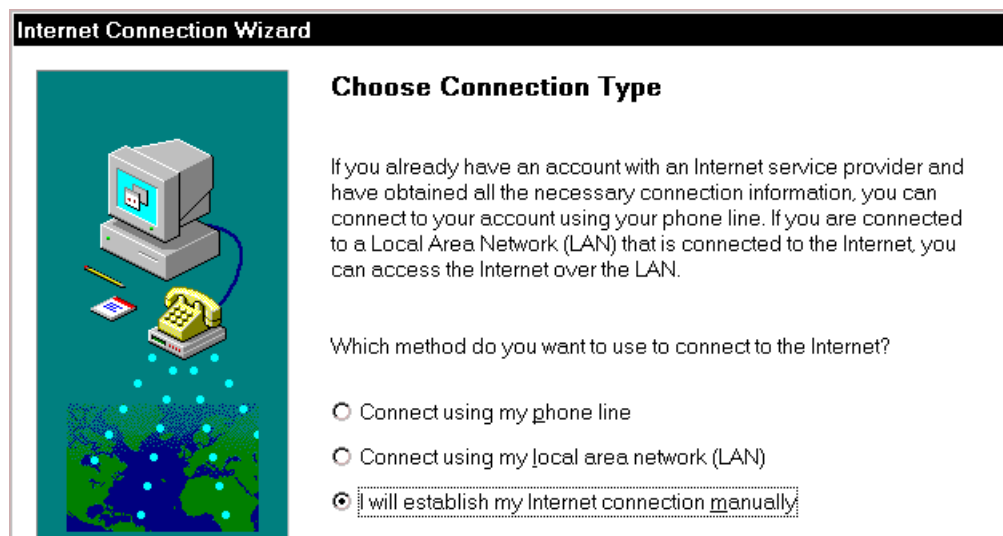 Internet Connection Wizard
Choose Connection Type
If you already have an account with an Internet service provider and
have obtained all the necessary connection information, you can
connect to your account using your phone line. If you are connected
to a Local Area Network (LAN) that is connected to the Internet, you
can access the Internet over the LAN.
Which method do you want to use to connect to the Internet?
Connect using my phone line
Connect using my local area network (LAN)
I will establish my Internet connection manually